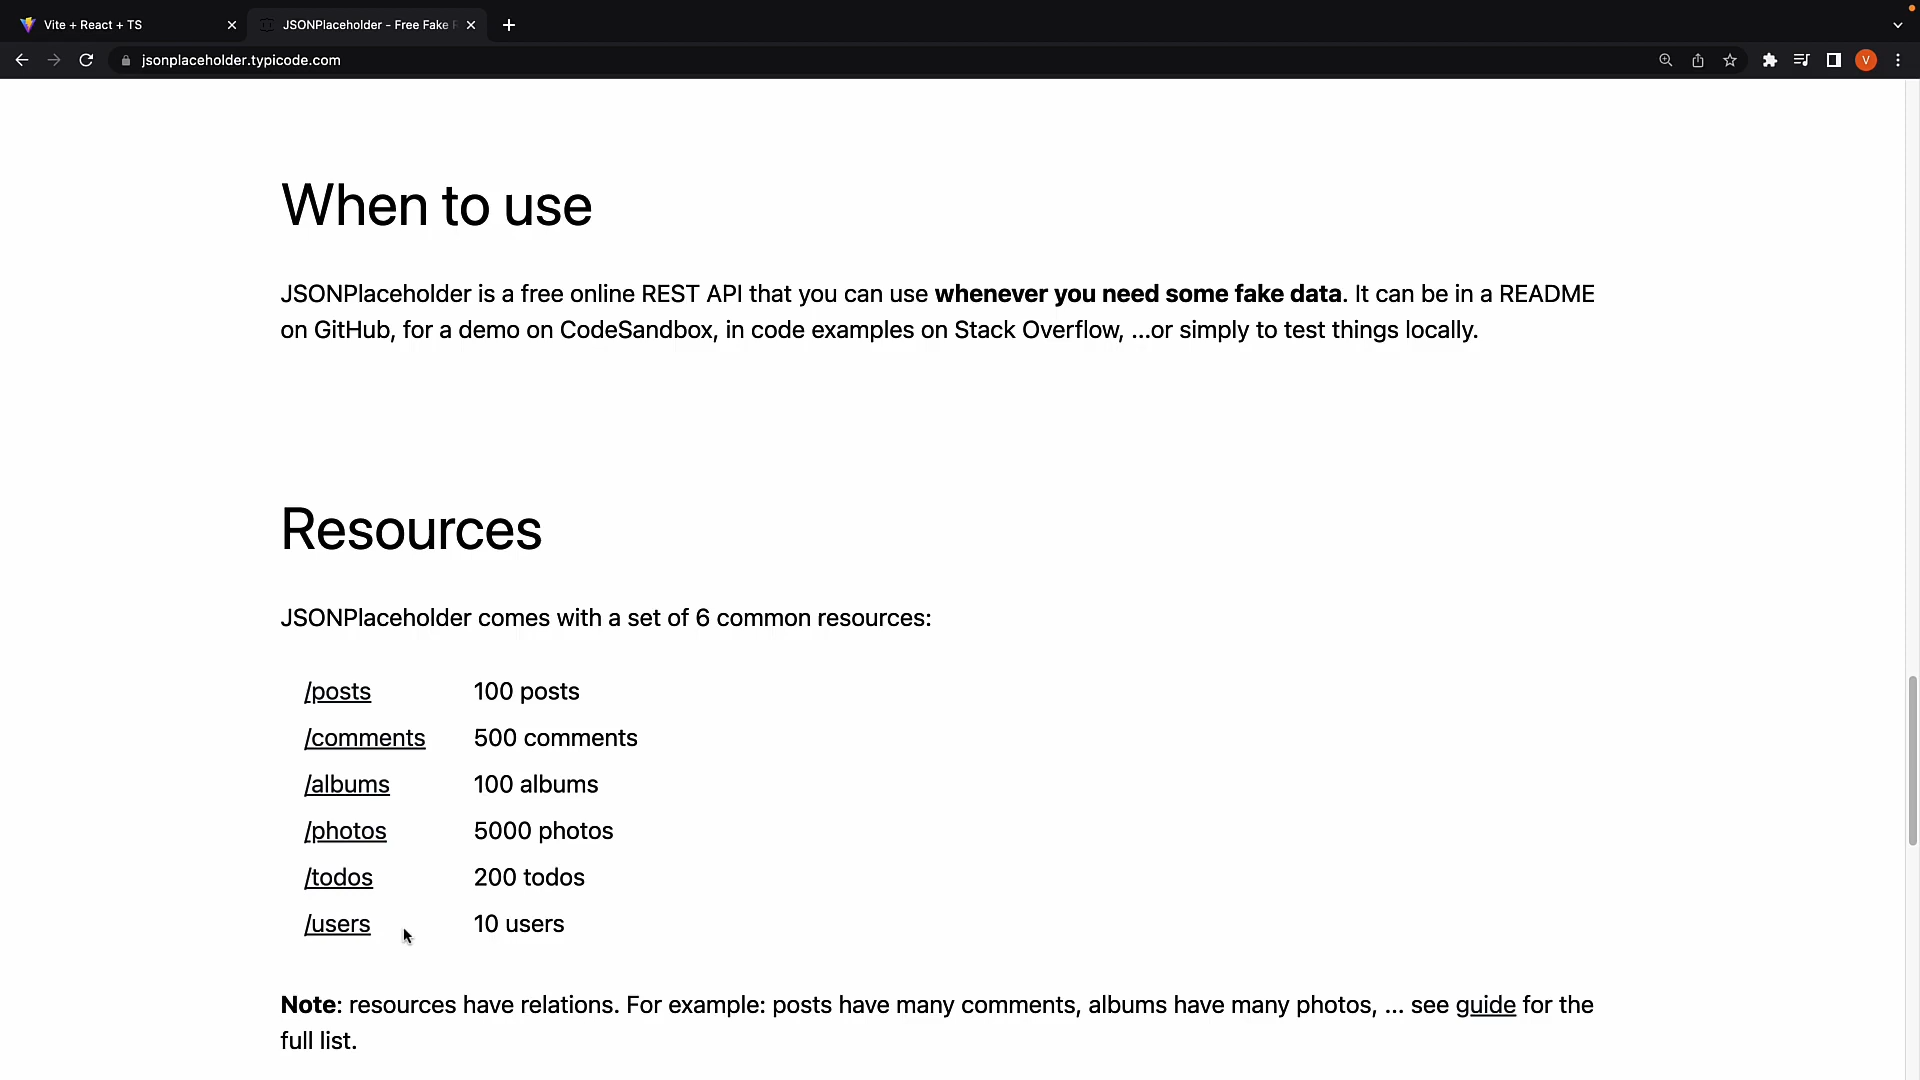 Vite + React + TS
JSONPlaceholder - Free Fake
jsonplaceholder.typicode.com
V
When to use
JSONPlaceholder is a free online REST API that you can use whenever you need some fake data. It can be in a README
on GitHub, for a demo on CodeSandbox, in code examples on Stack Overflow, ...or simply to test things locally.
Resources
JSONPlaceholder comes with a set of 6 common resources:
/posts 100 posts
/comments 500 comments
/albums 100 albums
/photos 5000 photos
/todos 200 todos
/users 10 users
Note: resources have relations. For example: posts have many comments, albums have many photos, ... see guide for the
full list.